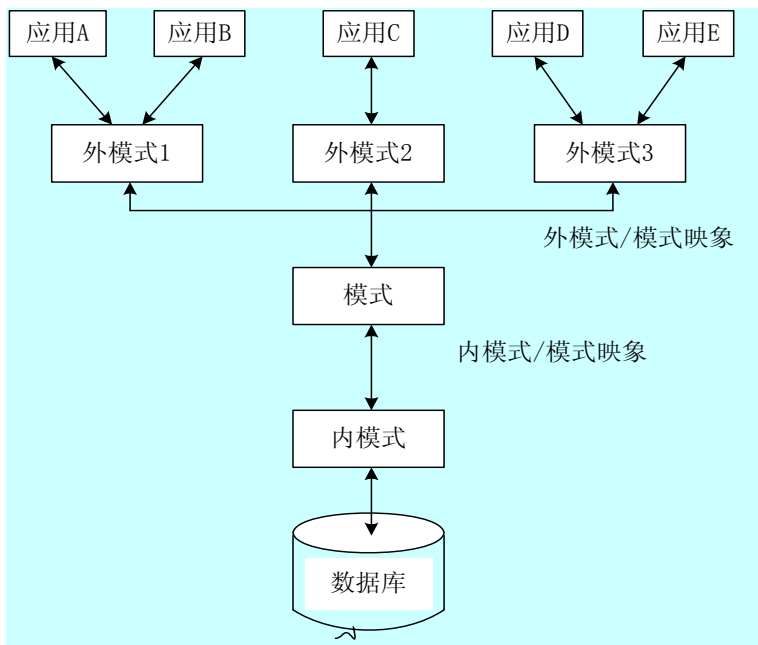 应用A 应用B 应用C 应用D 应用E
外模式1 外模式2 外模式3
外模式/模式映象
模式
内模式/模式映象
内模式
数据库